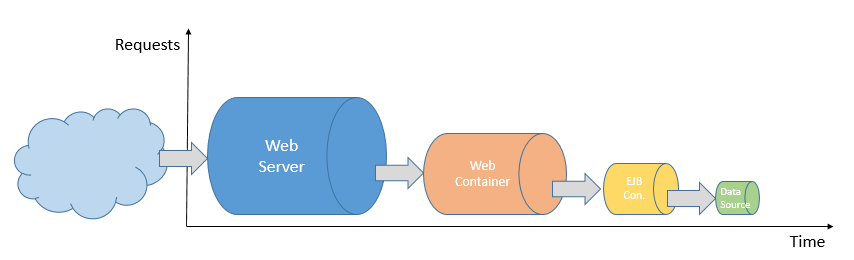 Requests
Web
Server
Web
Container
EJB
Con.
Data
Source
Time